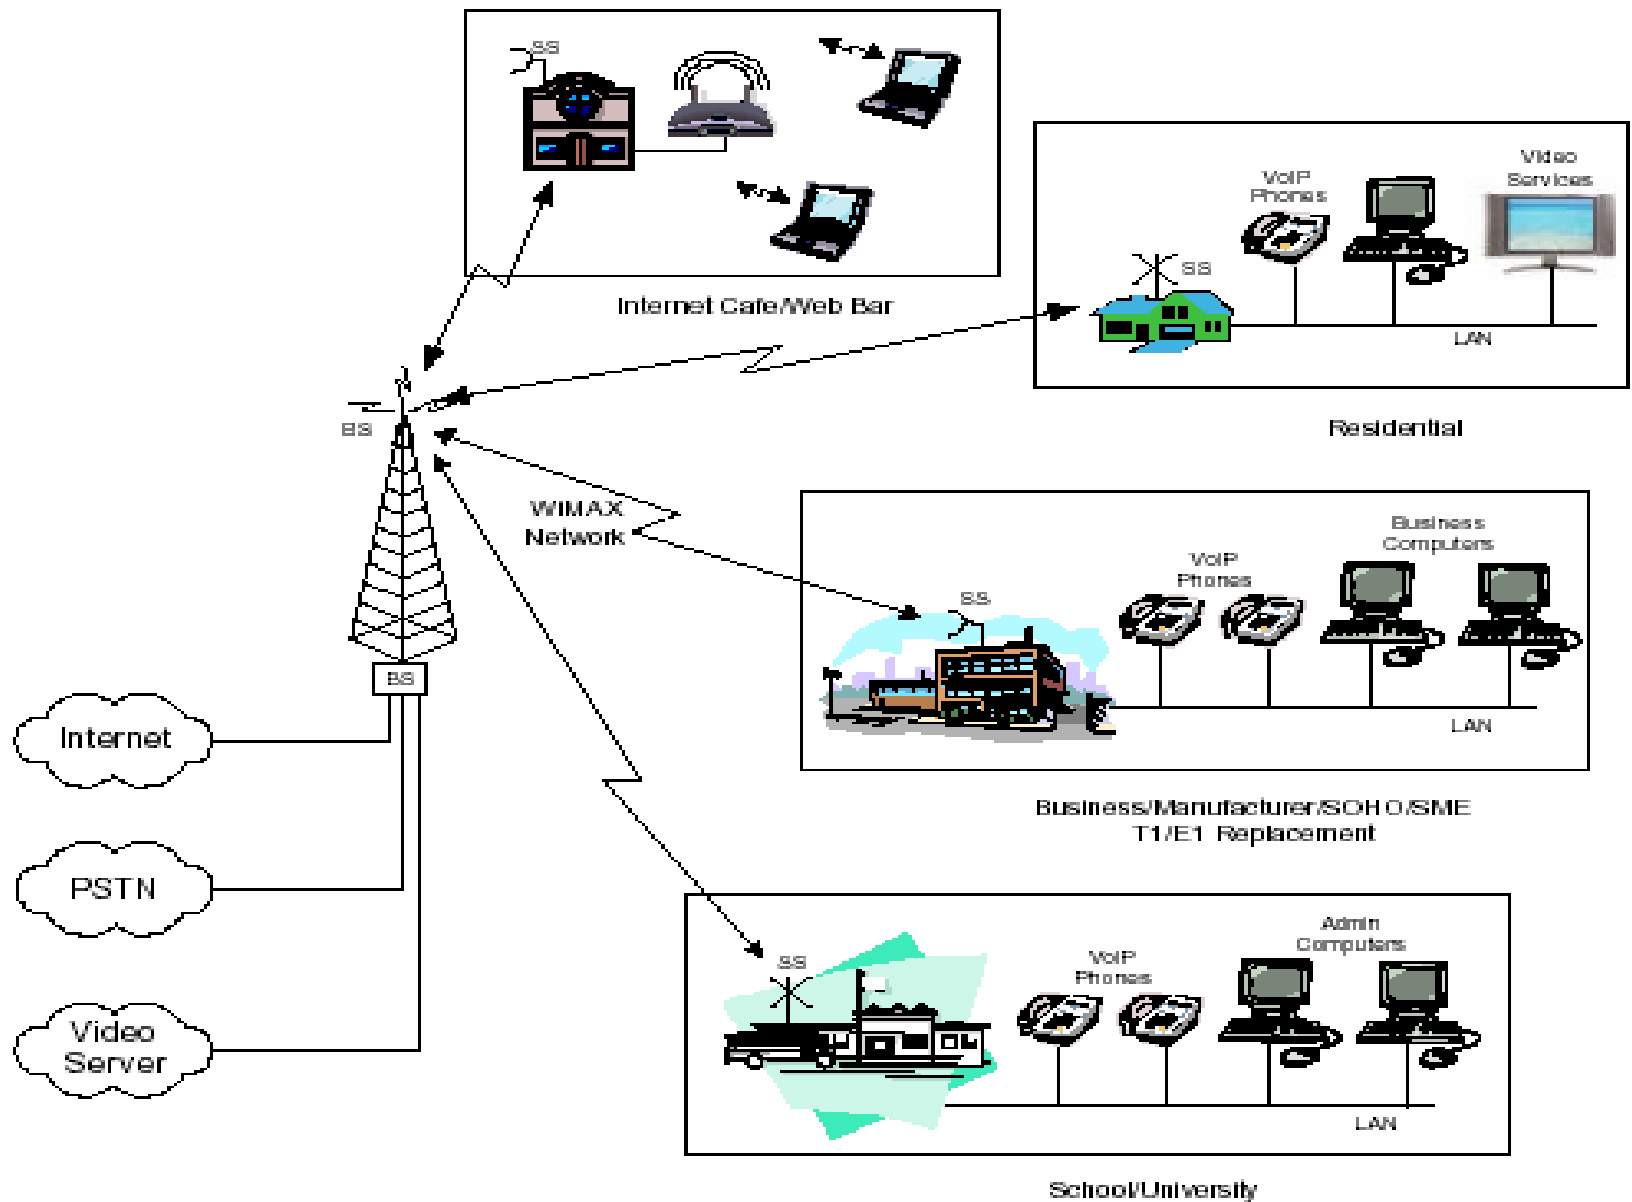 SS
Internet Cafe/Web Bar
VoIP
Phones
Video
Services
SS
LAN
Residential
BS
WIMAX
Network
SS
VoIP
Phones
Business
Computers
LAN
Business/Manufacturer/SOHO/SME
T1/E1 Replacement
BS
Internet
PSTN
Video
Server
SS
VoIP
Phones
Admin
Computers
LAN
School/University